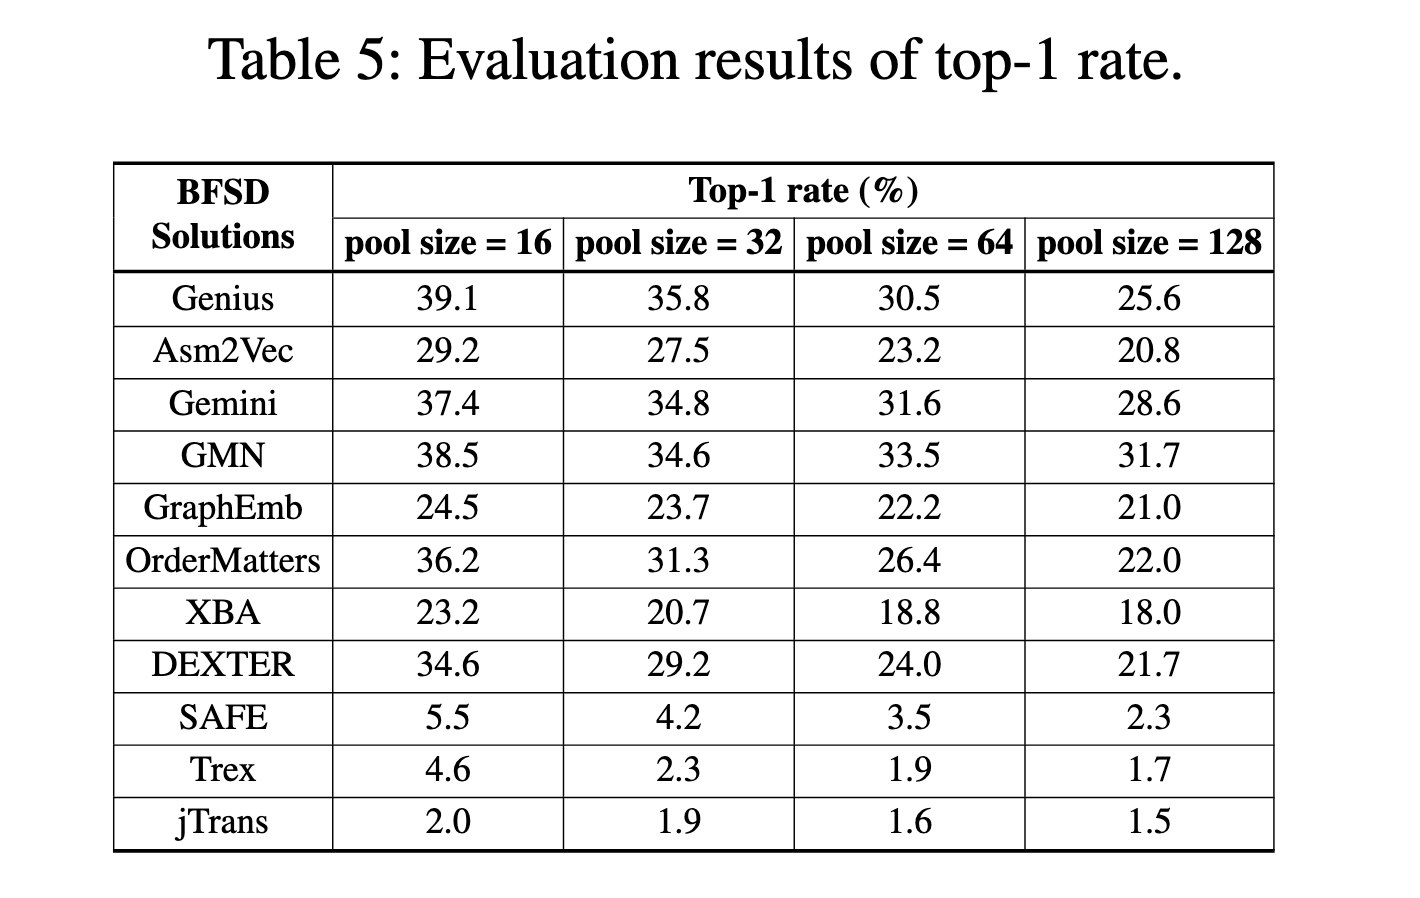 Table 5: Evaluation results of top-1 rate.
BFSD Solutions | Top-1 rate (%)
pool size = 16 | pool size = 32 | pool size = 64 | pool size = 128
Genius | 39.1 | 35.8 | 30.5 | 25.6
Asm2Vec | 29.2 | 27.5 | 23.2 | 20.8
Gemini | 37.4 | 34.8 | 31.6 | 28.6
GMN | 38.5 | 34.6 | 33.5 | 31.7
GraphEmb | 24.5 | 23.7 | 22.2 | 21.0
OrderMatters | 36.2 | 31.3 | 26.4 | 22.0
XBA | 23.2 | 20.7 | 18.8 | 18.0
DEXTER | 34.6 | 29.2 | 24.0 | 21.7
SAFE | 5.5 | 4.2 | 3.5 | 2.3
Trex | 4.6 | 2.3 | 1.9 | 1.7
jTrans | 2.0 | 1.9 | 1.6 | 1.5